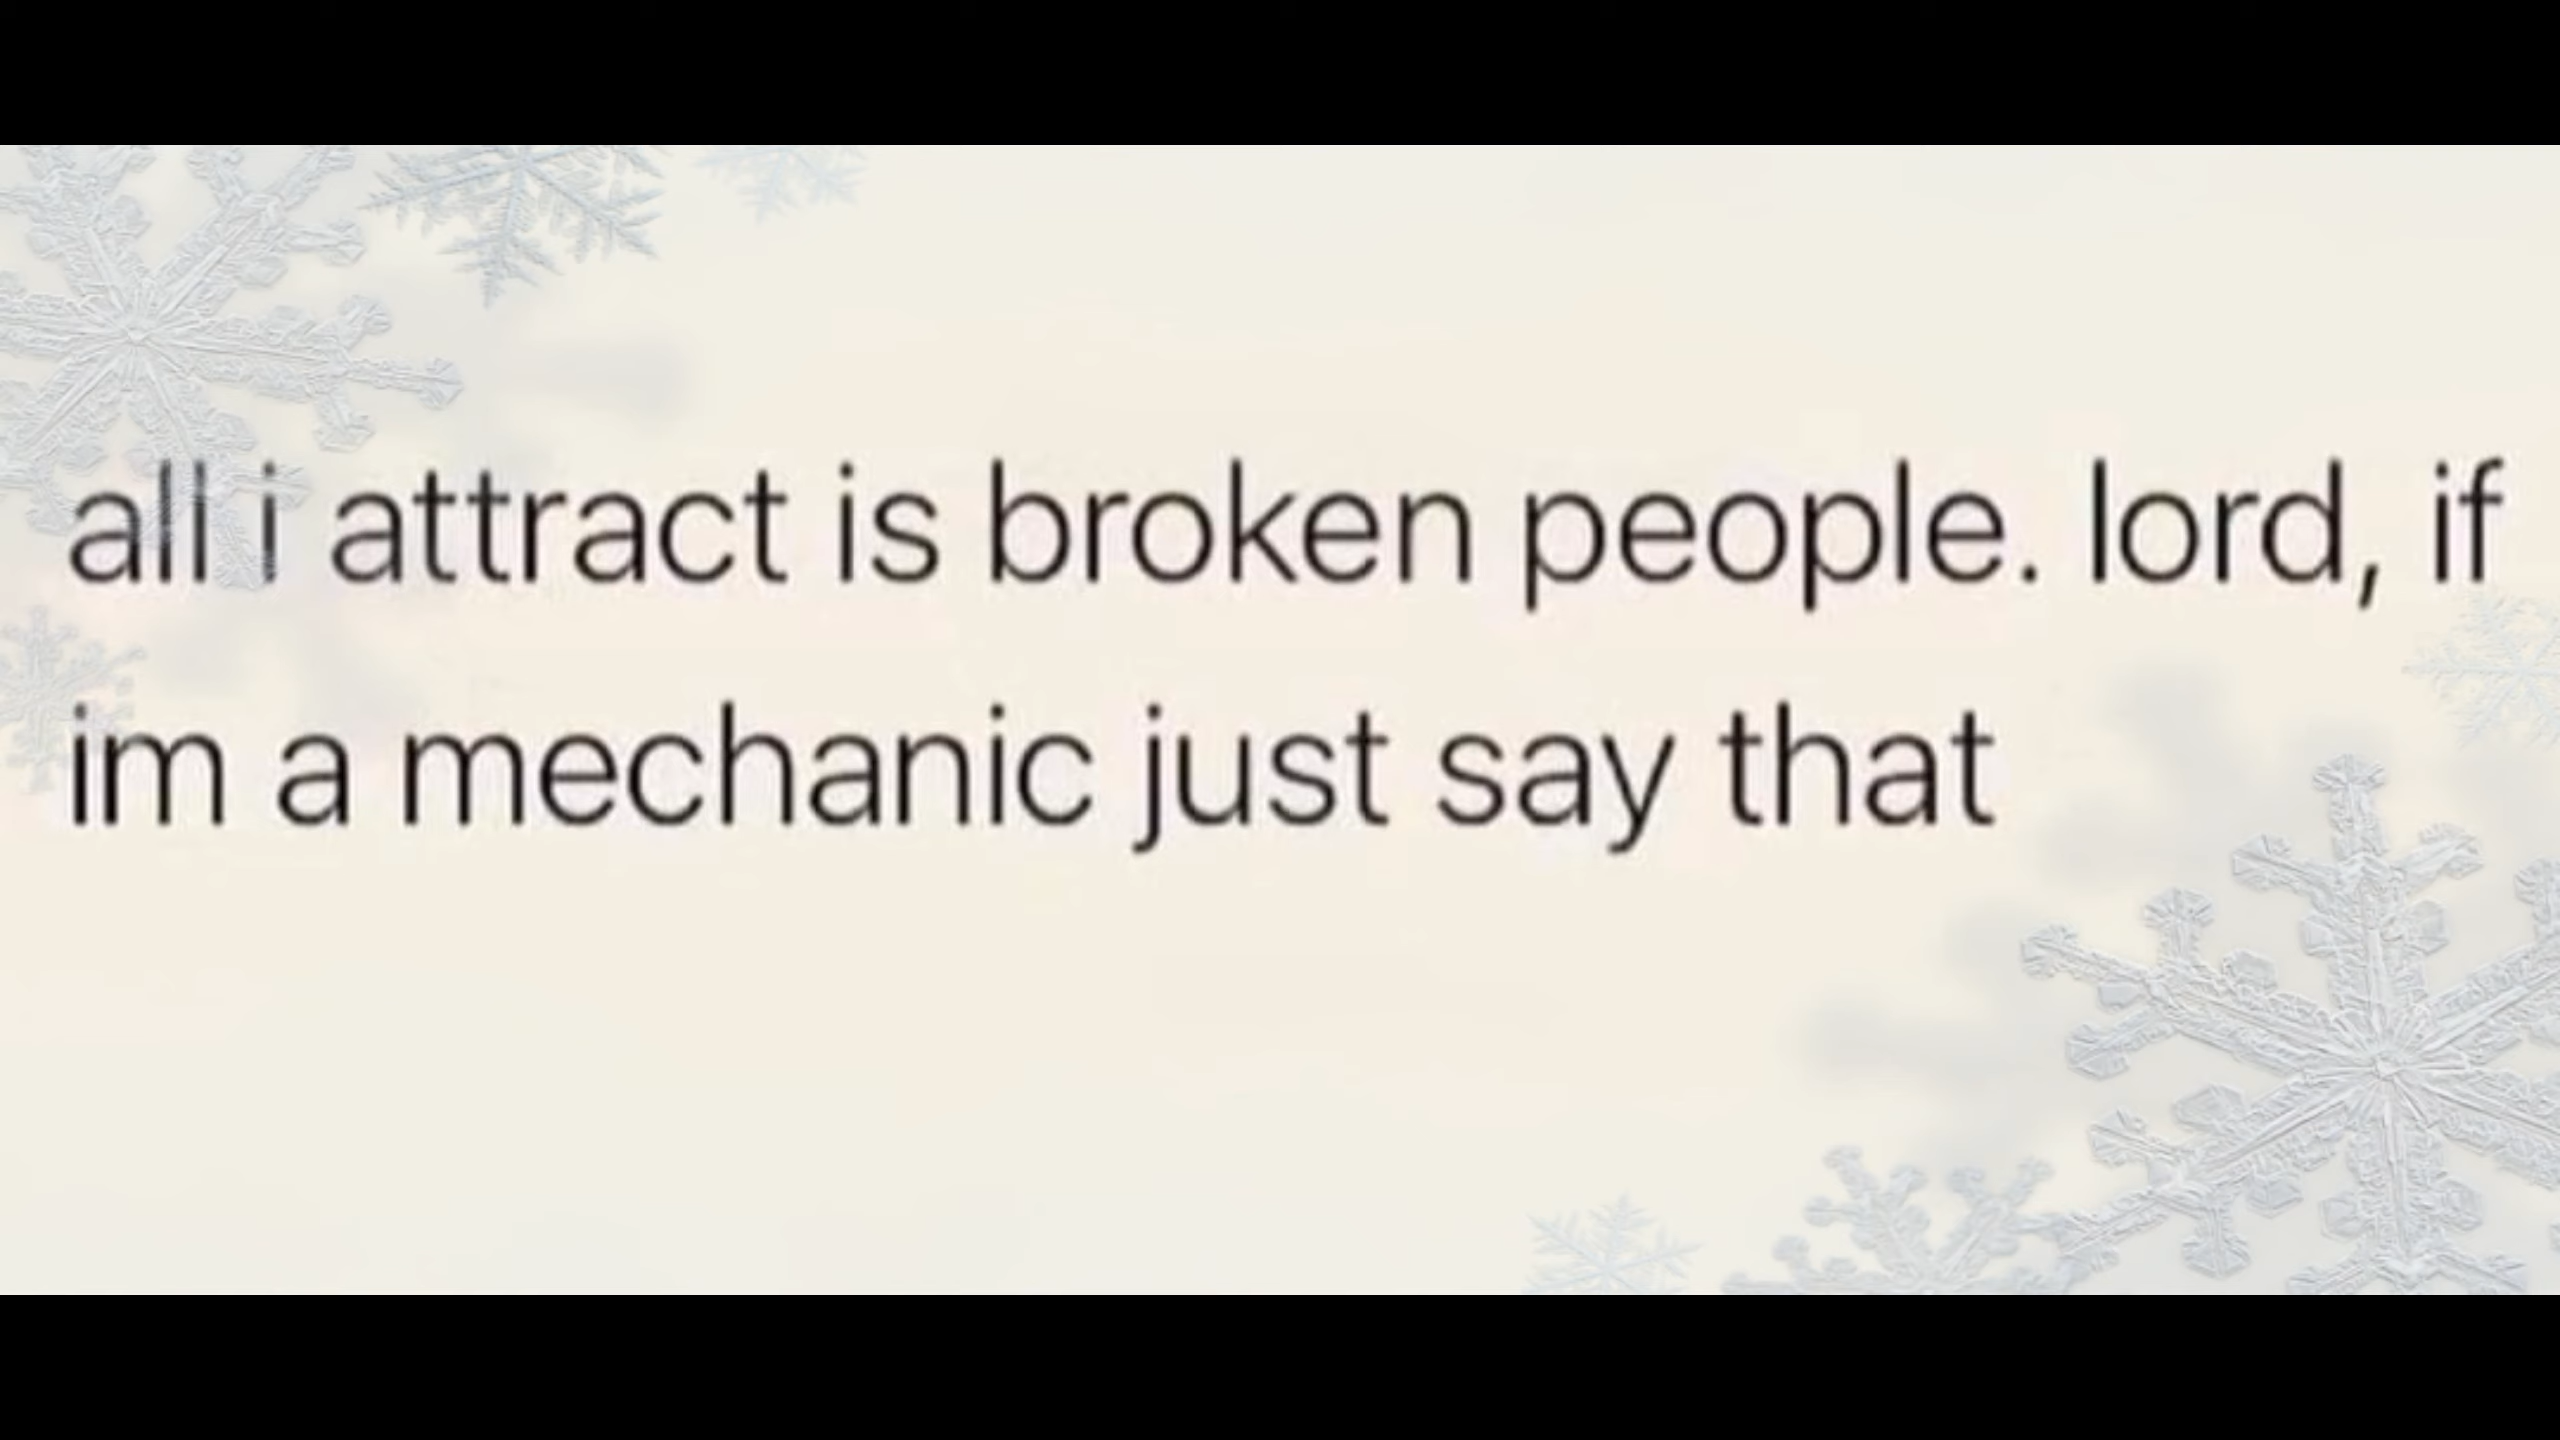 all i attract is broken people. lord, if
im a mechanic just say that